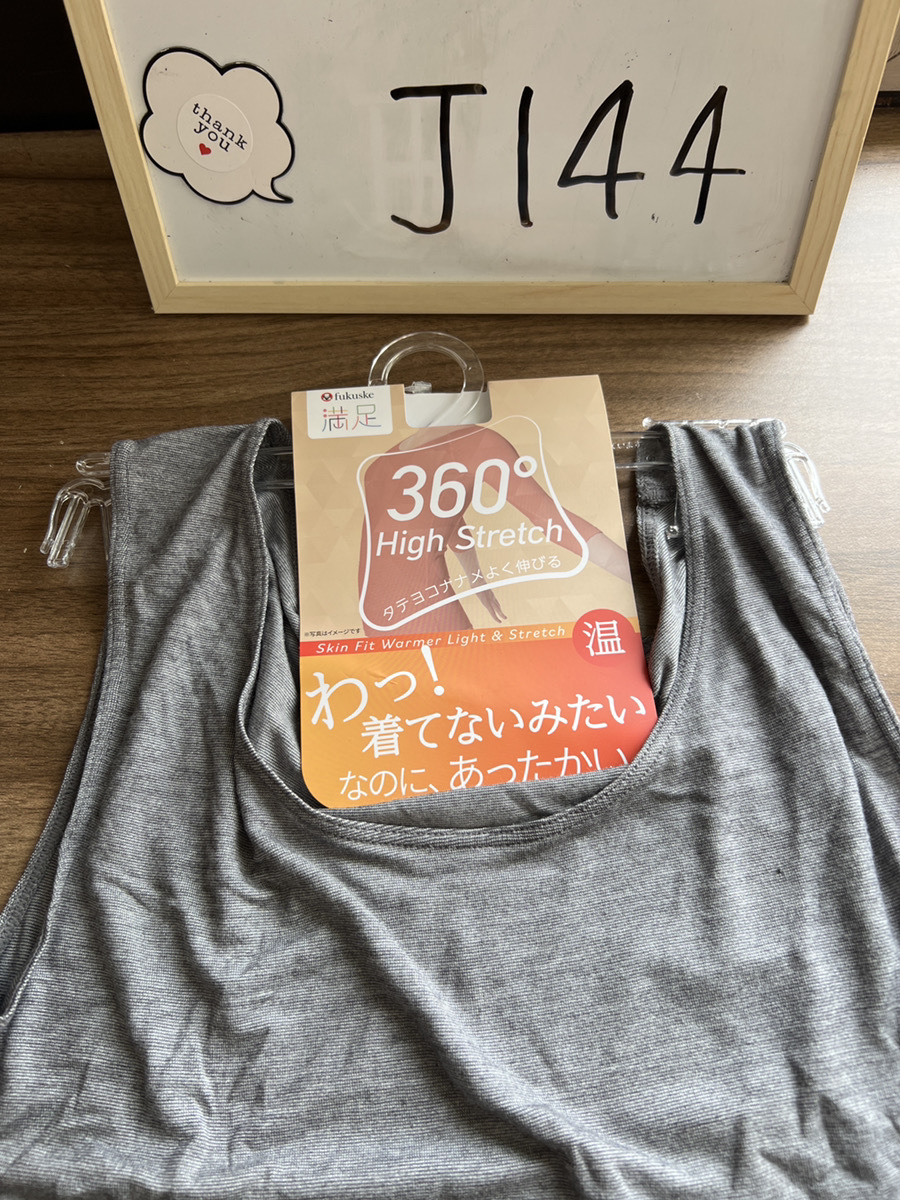 thank
you
J144
fukuske
満足
360°
High Stretch
タテヨコナナメよく伸びる
※写真はイメージです
Skin Fit Warmer Light & Stretch
温
わっ!
着てないみたい
なのに、あったかい